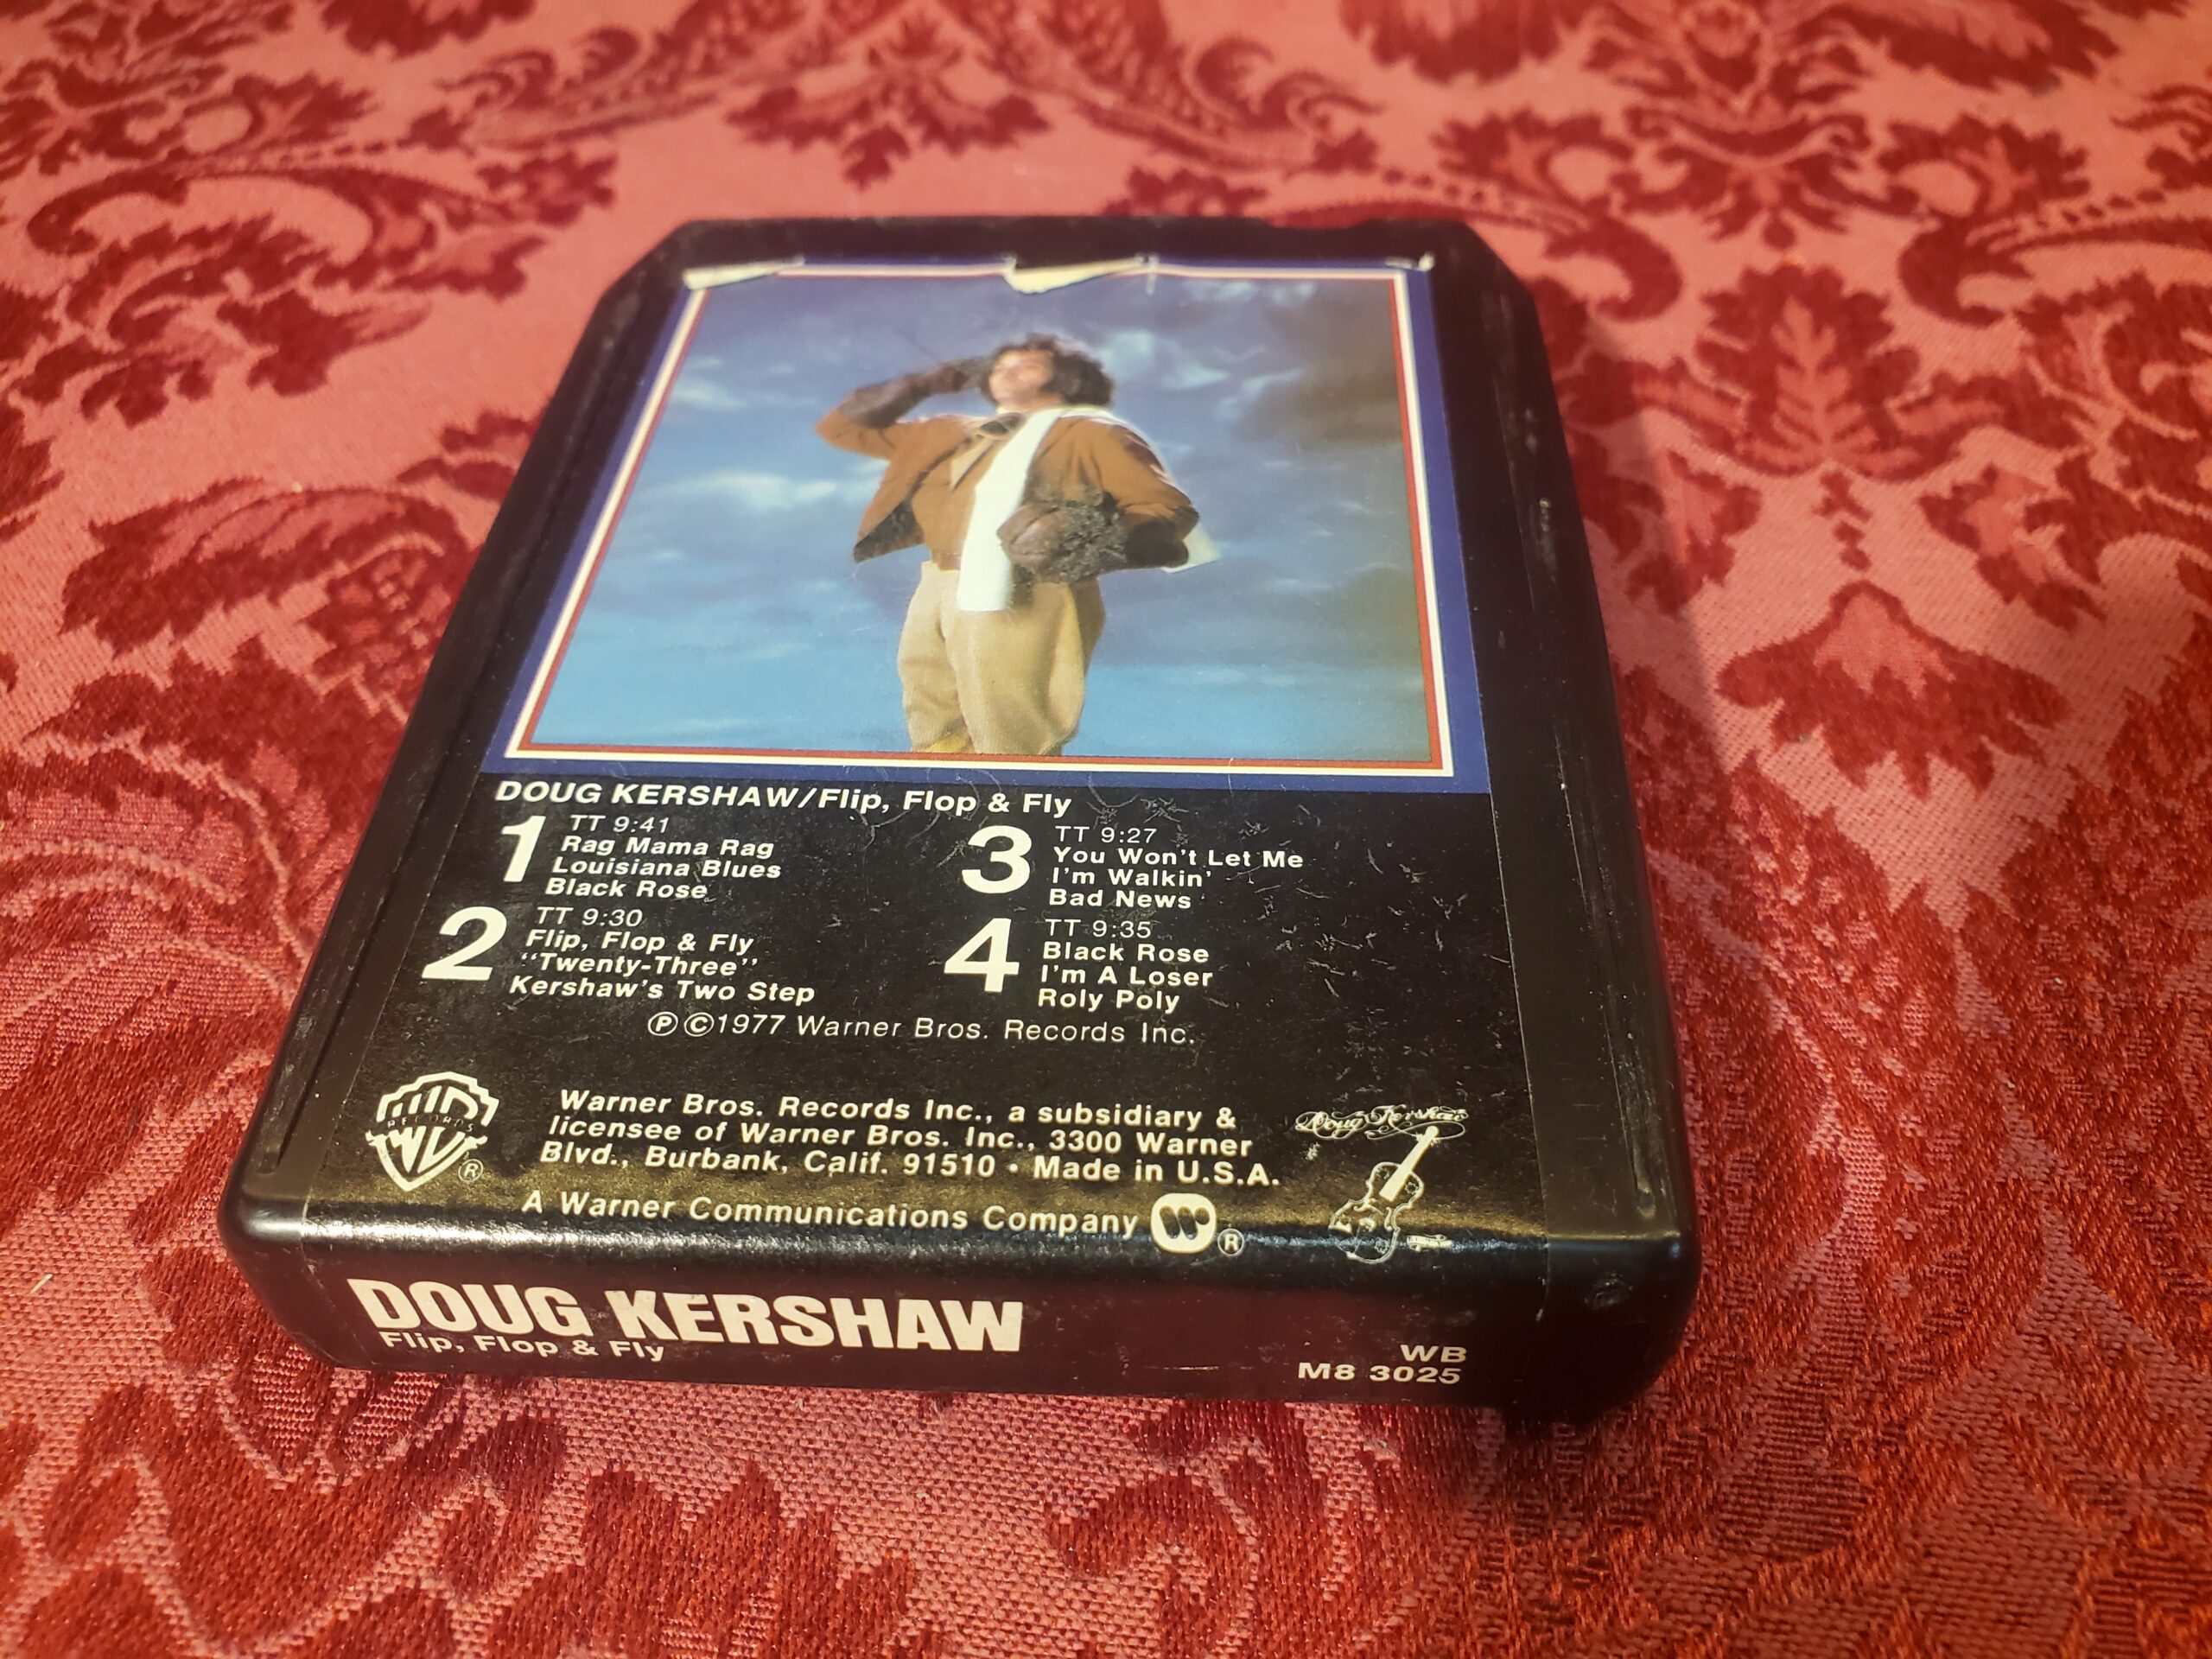 DOUG KERSHAW/Flip, Flop & Fly
1 TT 9:41
Rag Mama Rag
Louisiana Blues
Black Rose
2 TT 9:30
Flip, Flop & Fly
"Twenty-Three"
Kershaw's Two Step
3 TT 9:27
You Won't Let Me
I'm Walkin'
Bad News
4 TT 9:35
Black Rose
I'm A Loser
Roly Poly
℗©1977 Warner Bros. Records Inc.
WB RECORDS ®
Warner Bros. Records Inc., a subsidiary &
licensee of Warner Bros. Inc., 3300 Warner
Blvd., Burbank, Calif. 91510 • Made in U.S.A.
A Warner Communications Company ®
Doug Kershaw
DOUG KERSHAW
Flip, Flop & Fly
WB
M8 3025